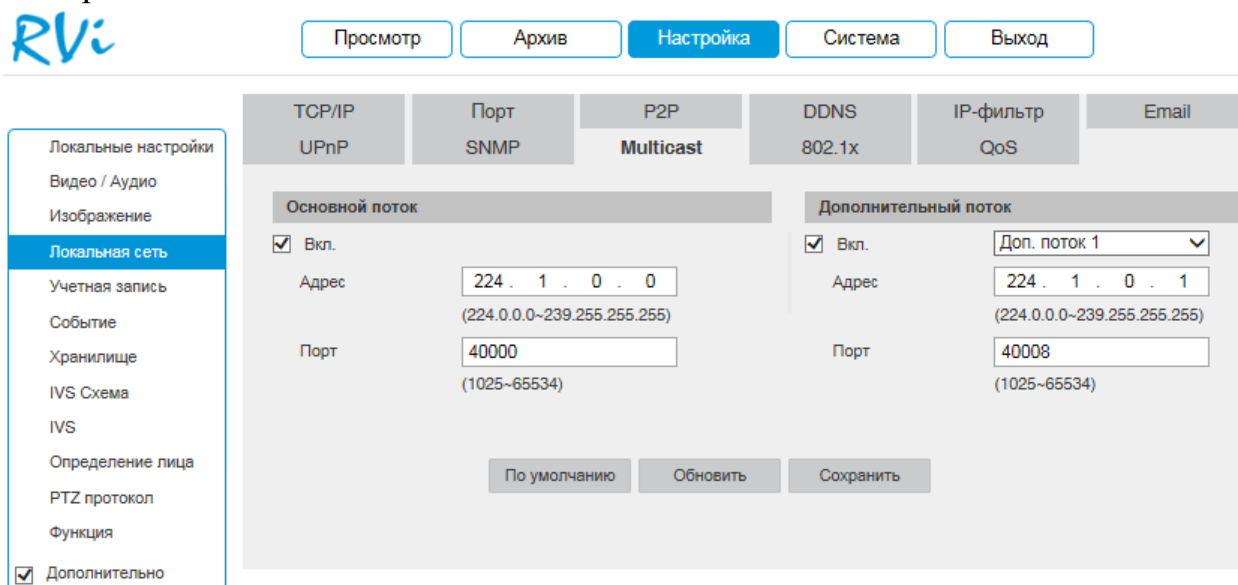 RVi
Просмотр Архив Настройка Система Выход
TCP/IP Порт P2P DDNS IP-фильтр Email
UPnP SNMP Multicast 802.1x QoS
Локальные настройки
Видео / Аудио
Изображение
Локальная сеть
Учетная запись
Событие
Хранилище
IVS Схема
IVS
Определение лица
PTZ протокол
Функция
Дополнительно
Основной поток
Вкл.
Адрес 224 . 1 . 0 . 0
(224.0.0.0~239.255.255.255)
Порт 40000
(1025~65534)
Дополнительный поток
Вкл. Доп. поток 1
Адрес 224 . 1 . 0 . 1
(224.0.0.0~239.255.255.255)
Порт 40008
(1025~65534)
По умолчанию Обновить Сохранить